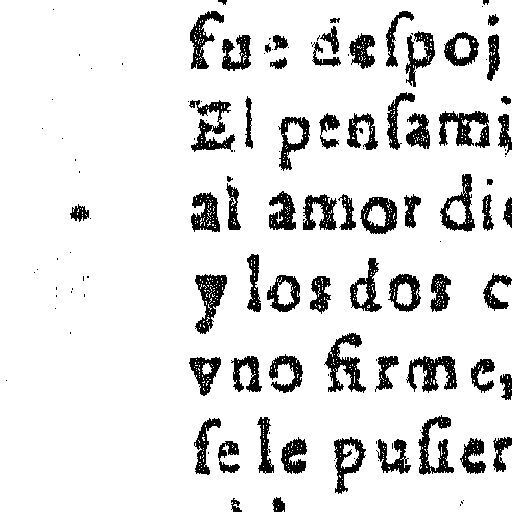 fue deſpoj
El penſami
al amor die
y los dos c
vno firme,
ſe le puſier